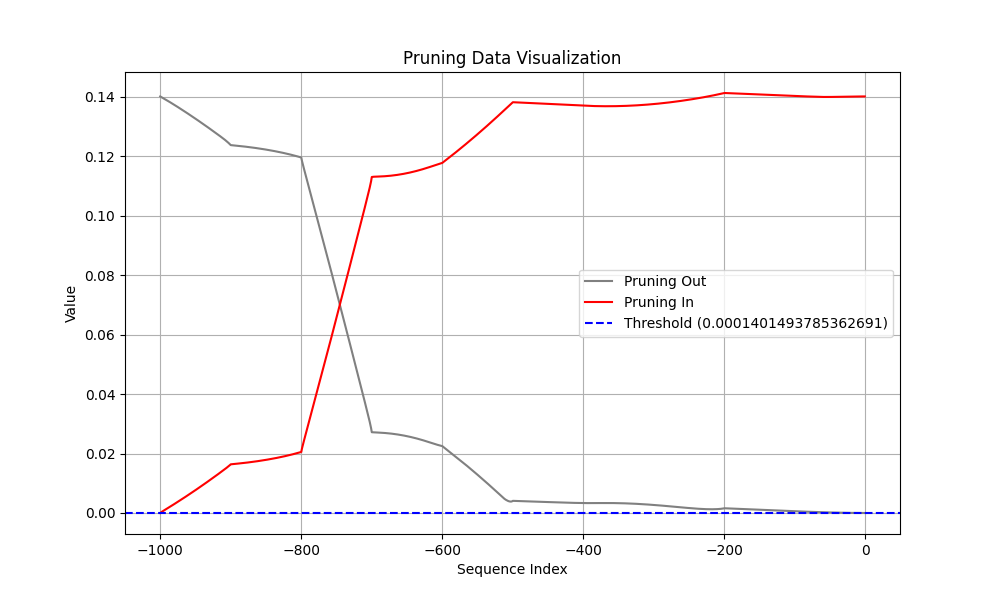 Pruning Data Visualization
0.14
0.12
0.10
0.08
0.06
0.04
0.02
0.00
Value
Pruning Out
Pruning In
Threshold (0.0001401493785362691)
−1000 −800 −600 −400 −200 0
Sequence Index